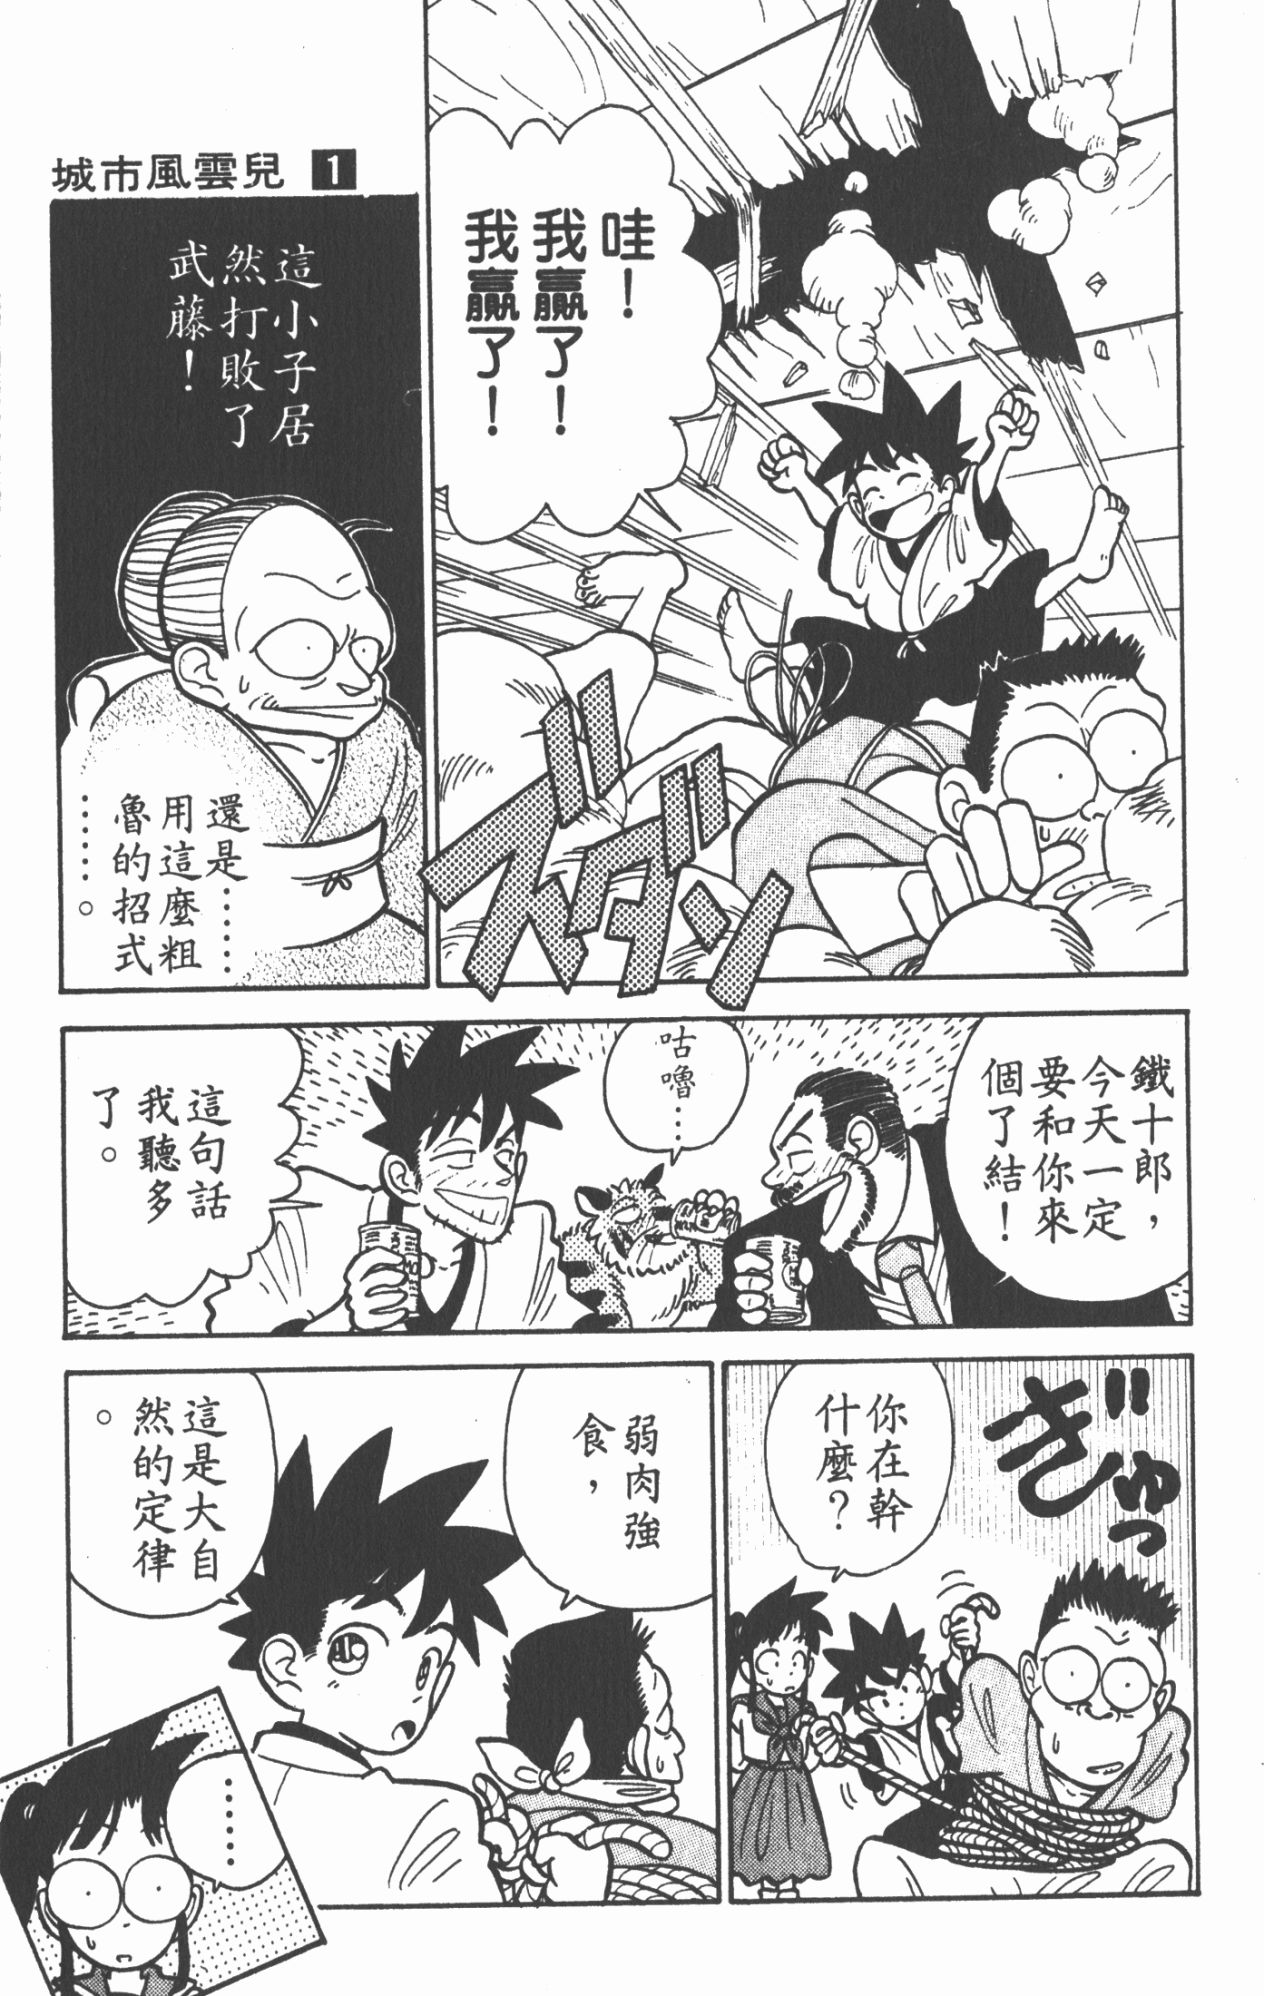 城市風雲兒 1
哇！
我贏了！
我贏了！
ズダダン
這小子居
然打敗了
武藤！
還是……
用這麼粗
魯的招式
……。
鐵十郎，
今天一定
要和你來
個了結！
咕嚕…
這句話
我聽多
了。
ぎゅっ
你在幹
什麼？
弱肉強
食，
這是大自
然的定律
。
……